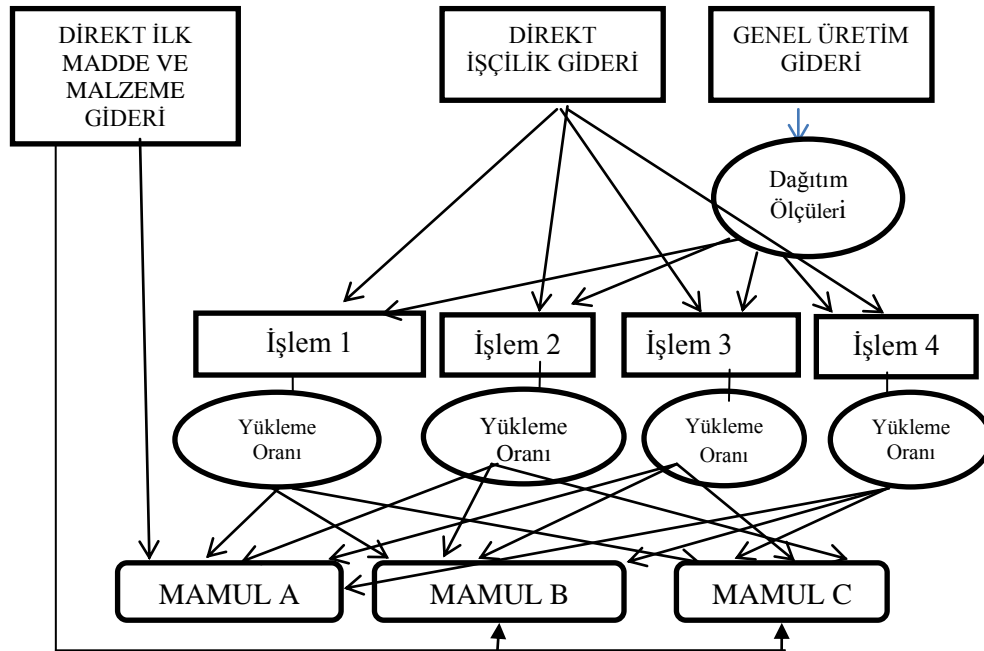 DİREKT İLK
MADDE VE
MALZEME
GİDERİ
DİREKT
İŞÇİLİK GİDERİ
GENEL ÜRETİM
GİDERİ
Dağıtım
Ölçüleri
İşlem 1
İşlem 2
İşlem 3
İşlem 4
Yükleme
Oranı
Yükleme
Oranı
Yükleme
Oranı
Yükleme
Oranı
MAMUL A
MAMUL B
MAMUL C